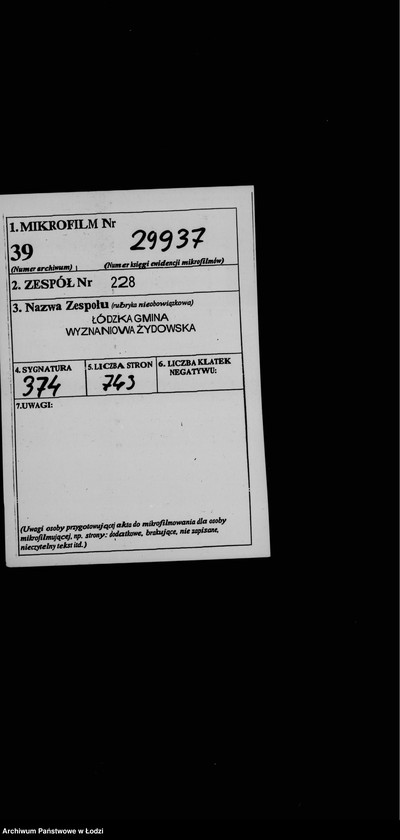 1. MIKROFILM Nr
39 29937
(Numer archiwum) (Numer księgi ewidencji mikrofilmów)
2. ZESPÓŁ Nr 228
3. Nazwa Zespołu (rubryka nieobowiązkowa)
ŁÓDZKA GMINA
WYZNANIOWA ŻYDOWSKA
4. SYGNATURA 5. LICZBA STRON 6. LICZBA KLATEK
NEGATYWU:
374 743
7. UWAGI:
(Uwagi osoby przygotowującej akta do mikrofilmowania dla osoby
mikrofilmującej, np. strony: dodatkowe, brakujące, nie zapisane,
nieczytelny tekst itd.)
Archiwum Państwowe w Łodzi